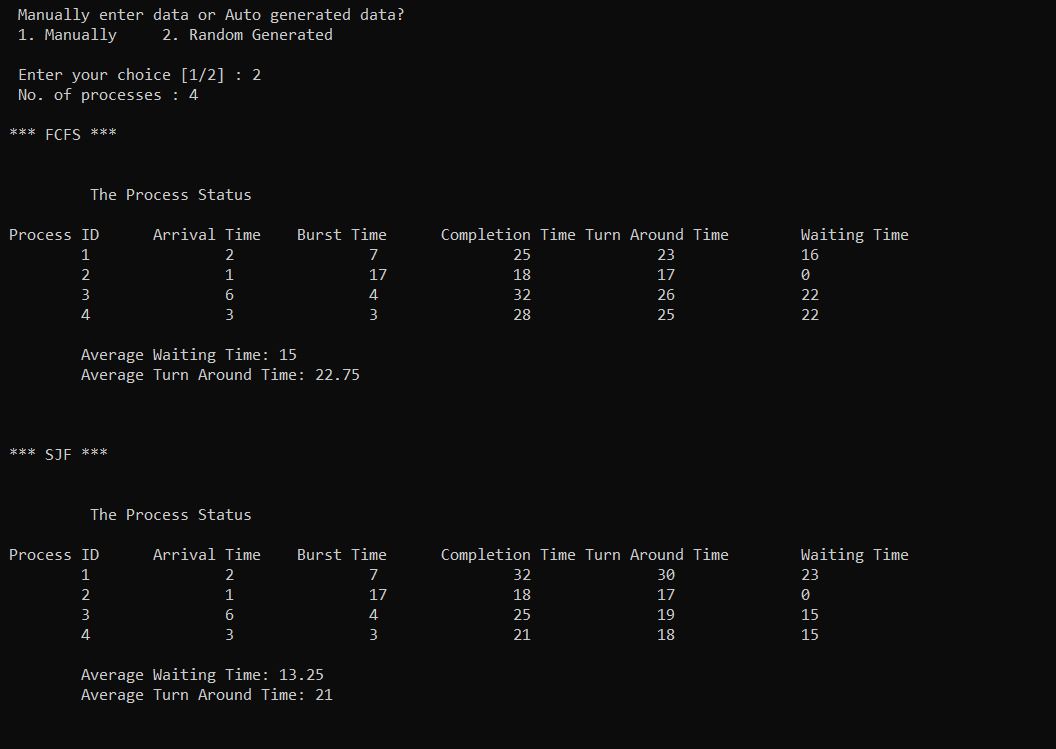 Manually enter data or Auto generated data?
1. Manually     2. Random Generated
Enter your choice [1/2] : 2
No. of processes : 4
*** FCFS ***
The Process Status
Process ID      Arrival Time    Burst Time      Completion Time Turn Around Time        Waiting Time
1               2               7               25              23              16
2               1               17              18              17              0
3               6               4               32              26              22
4               3               3               28              25              22
Average Waiting Time: 15
Average Turn Around Time: 22.75
*** SJF ***
The Process Status
Process ID      Arrival Time    Burst Time      Completion Time Turn Around Time        Waiting Time
1               2               7               32              30              23
2               1               17              18              17              0
3               6               4               25              19              15
4               3               3               21              18              15
Average Waiting Time: 13.25
Average Turn Around Time: 21